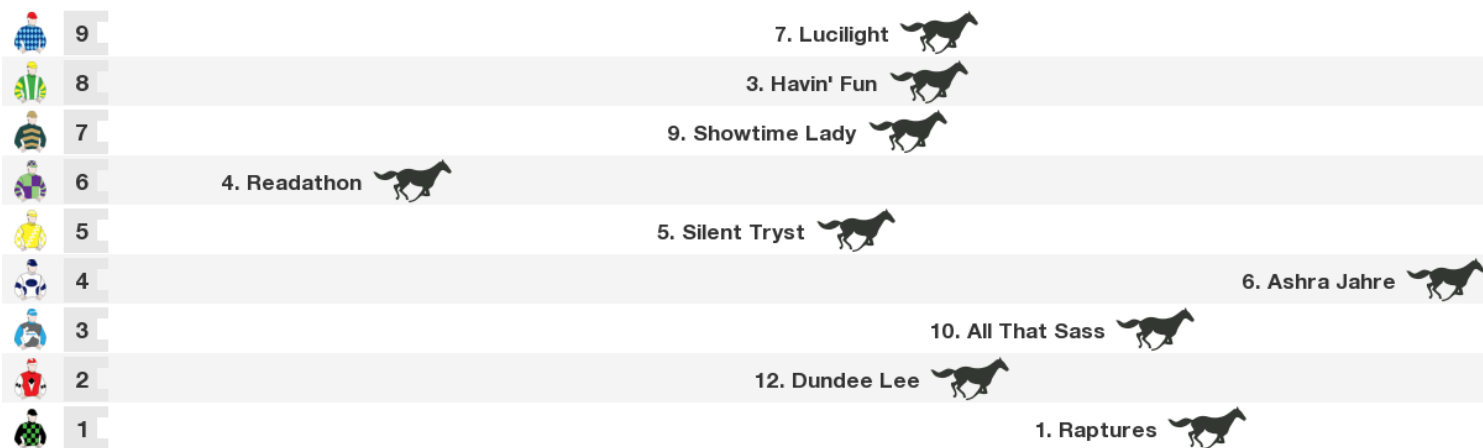 9 7. Lucilight
8 3. Havin' Fun
7 9. Showtime Lady
6 4. Readathon
5 5. Silent Tryst
4 6. Ashra Jahre
3 10. All That Sass
2 12. Dundee Lee
1 1. Raptures